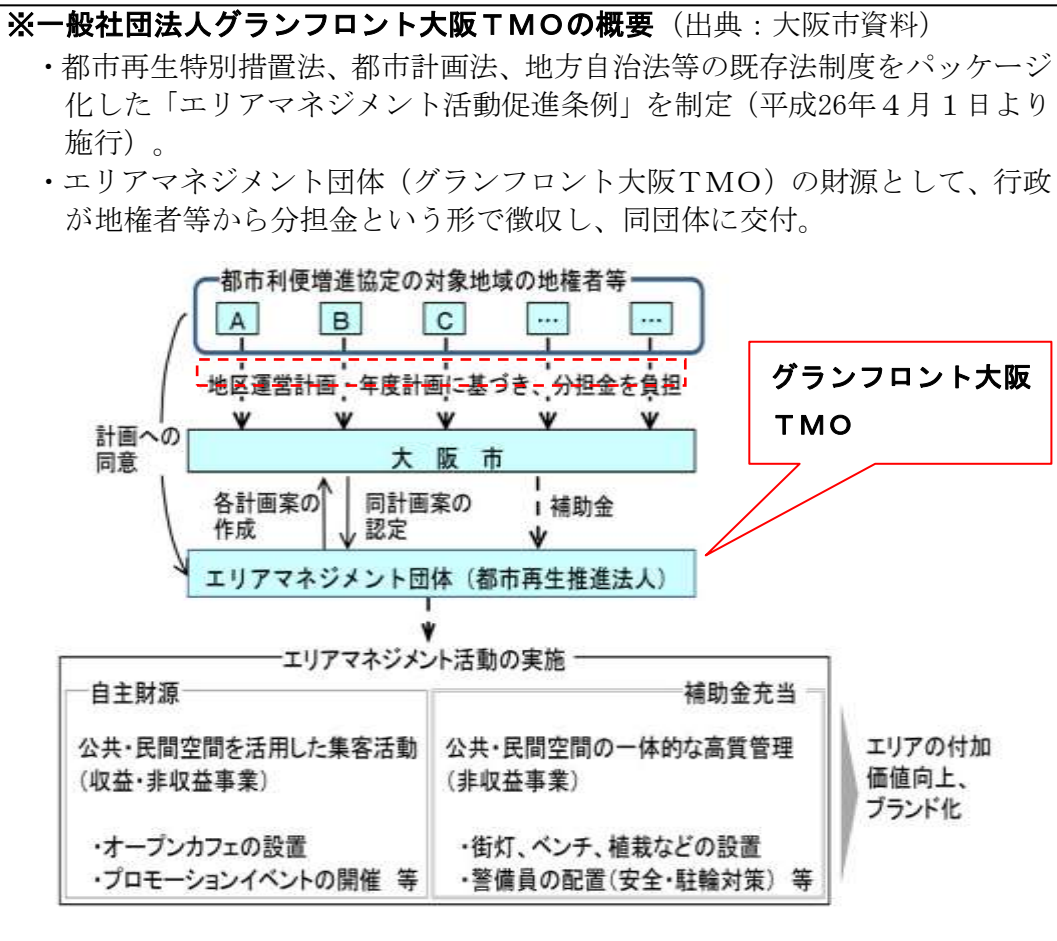 ※一般社団法人グランフロント大阪ＴＭＯの概要（出典：大阪市資料）
・都市再生特別措置法、都市計画法、地方自治法等の既存法制度をパッケージ
化した「エリアマネジメント活動促進条例」を制定（平成26年４月１日より
施行）。
・エリアマネジメント団体（グランフロント大阪ＴＭＯ）の財源として、行政
が地権者等から分担金という形で徴収し、同団体に交付。
都市利便増進協定の対象地域の地権者等
A B C … …
地区運営計画・年度計画に基づき、分担金を負担
グランフロント大阪
ＴＭＯ
計画への
同意
大 阪 市
各計画案の
作成
同計画案の
認定
補助金
エリアマネジメント団体（都市再生推進法人）
エリアマネジメント活動の実施
自主財源
公共・民間空間を活用した集客活動
（収益・非収益事業）
・オープンカフェの設置
・プロモーションイベントの開催 等
補助金充当
公共・民間空間の一体的な高質管理
（非収益事業）
・街灯、ベンチ、植栽などの設置
・警備員の配置（安全・駐輪対策） 等
エリアの付加
価値向上、
ブランド化